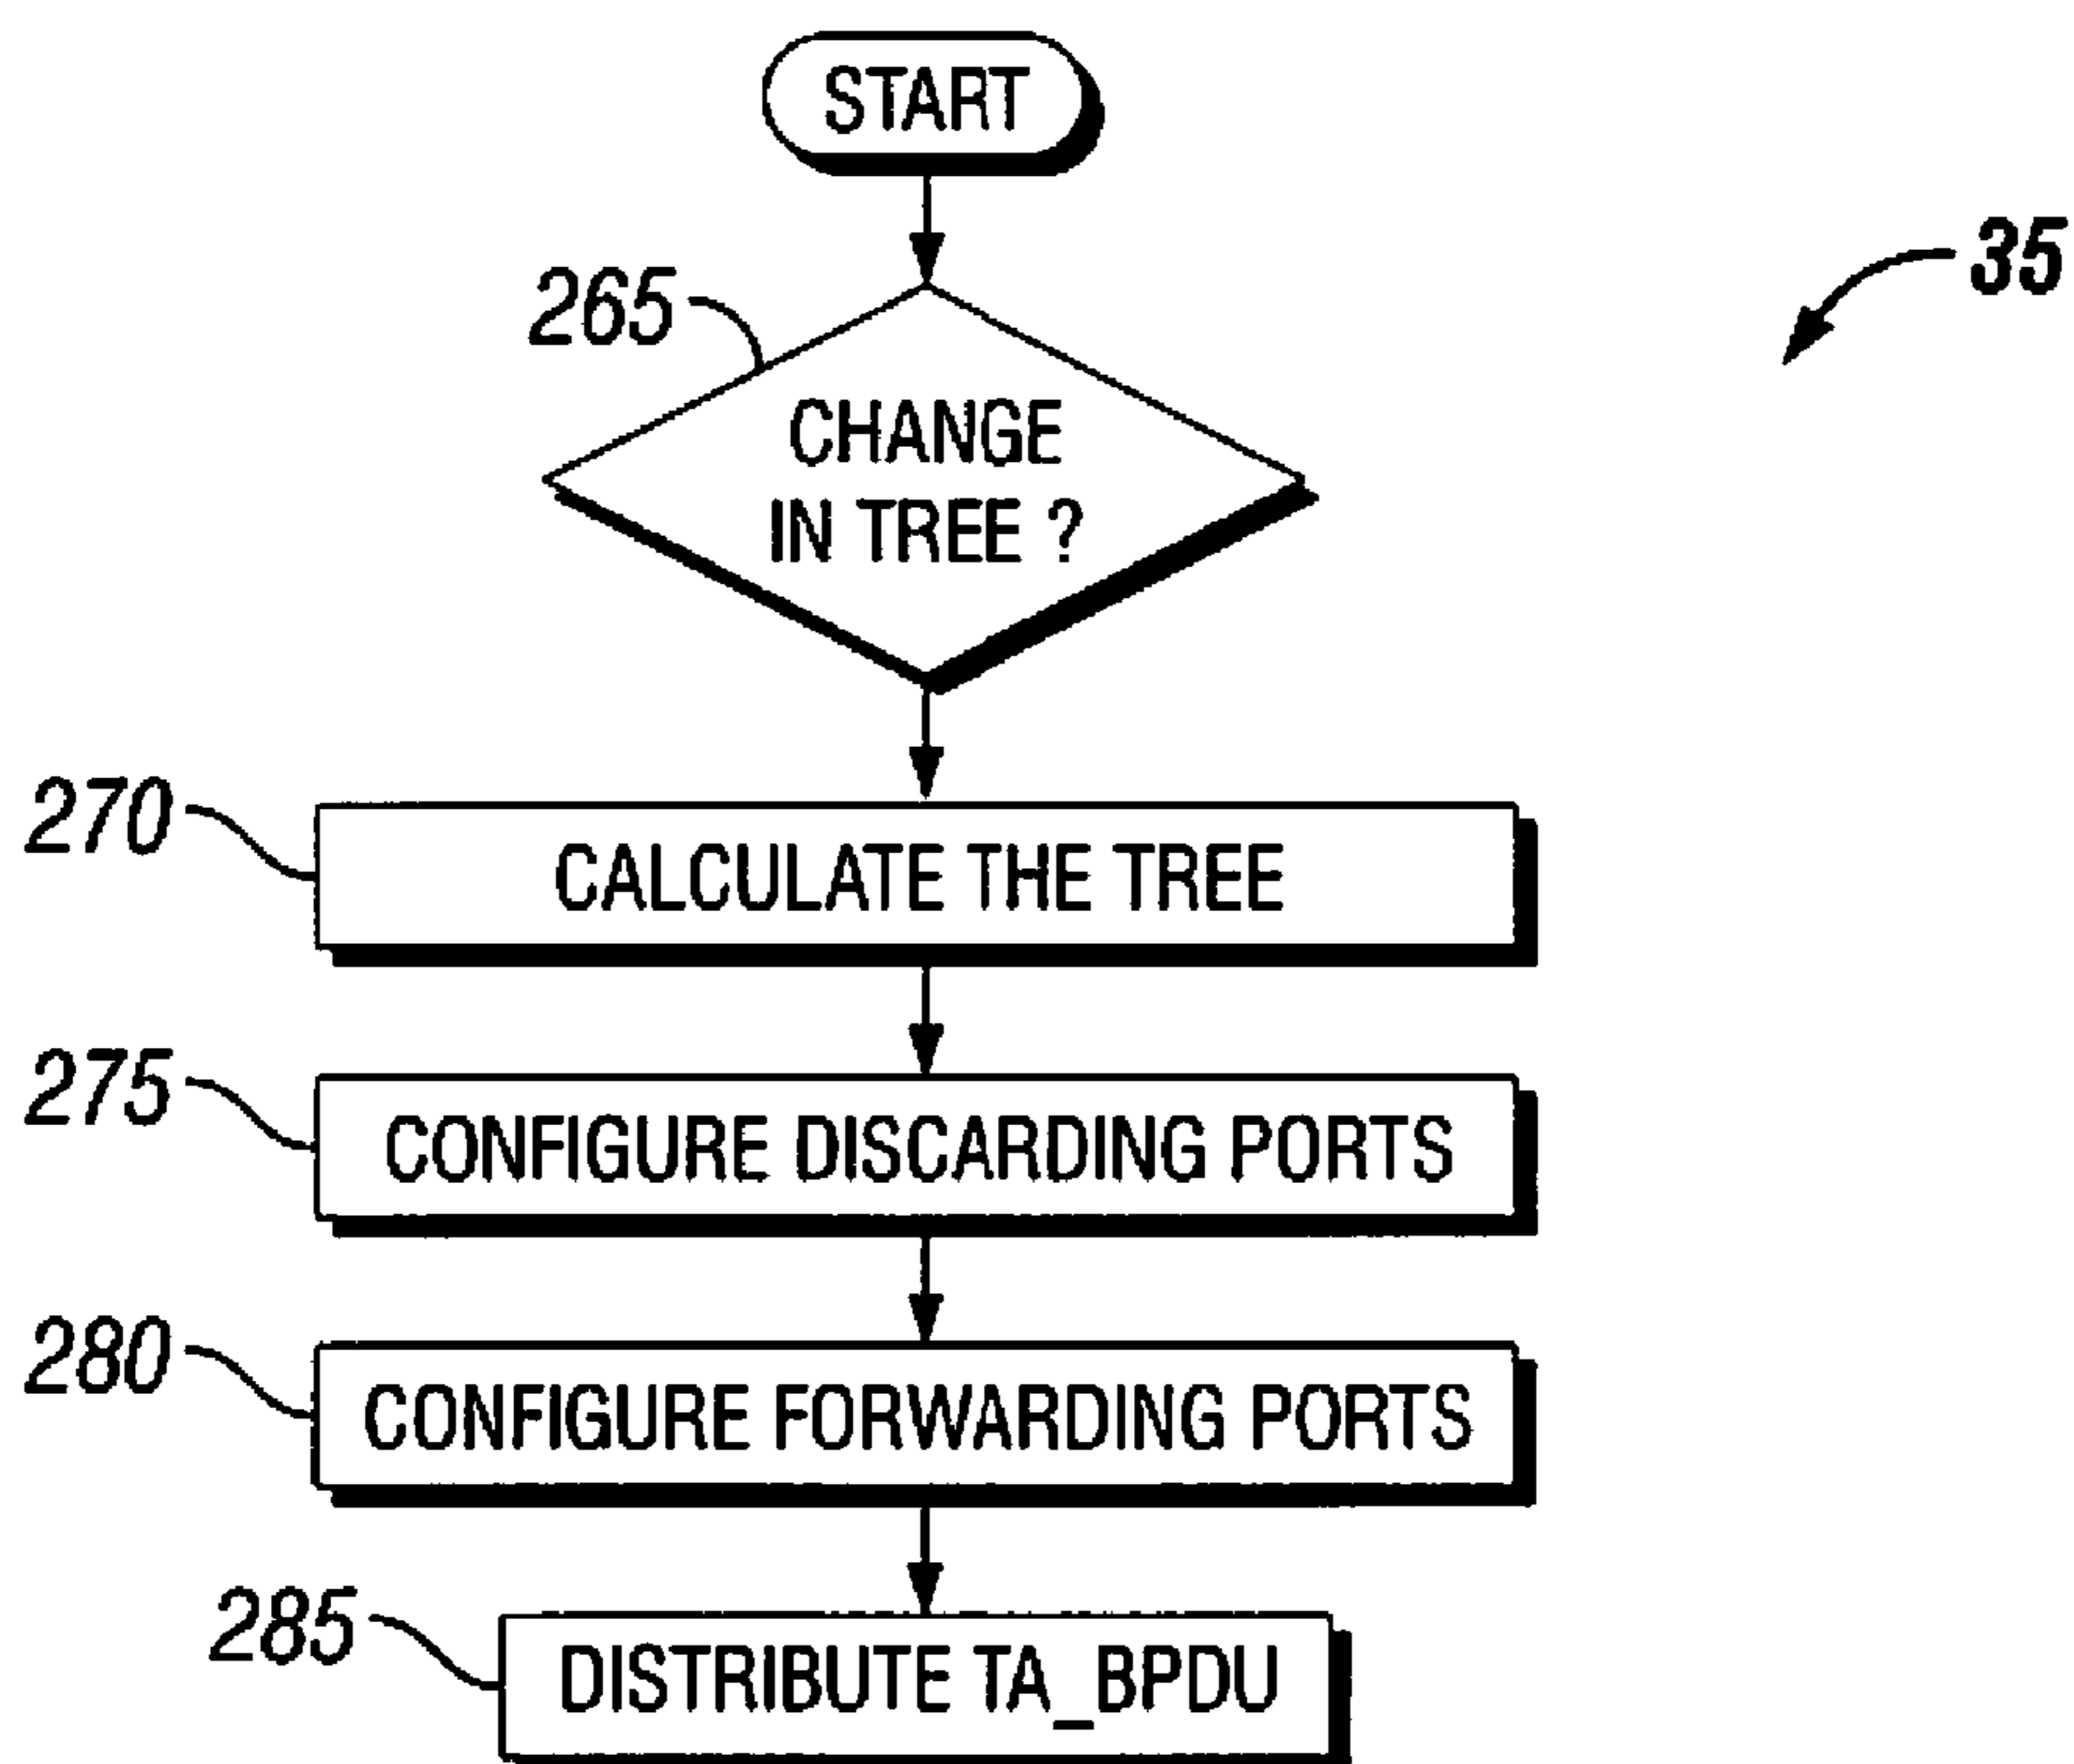 START
35
265
CHANGE
IN TREE ?
270
CALCULATE THE TREE
275
CONFIGURE DISCARDING PORTS
280
CONFIGURE FORWARDING PORTS
285
DISTRIBUTE TA_BPDU